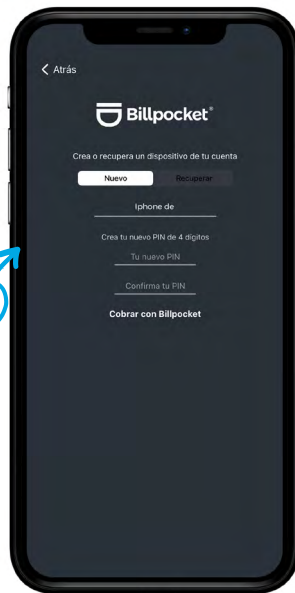 Atrás
Billpocket®
Crea o recupera un dispositivo de tu cuenta
Nuevo Recuperar
Iphone de
Crea tu nuevo PIN de 4 dígitos
Tu nuevo PIN
Confirma tu PIN
Cobrar con Billpocket